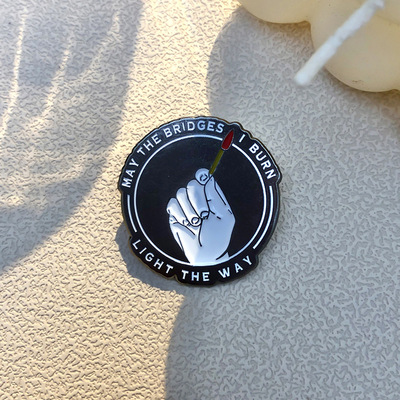 MAY THE BRIDGES I BURN
LIGHT THE WAY